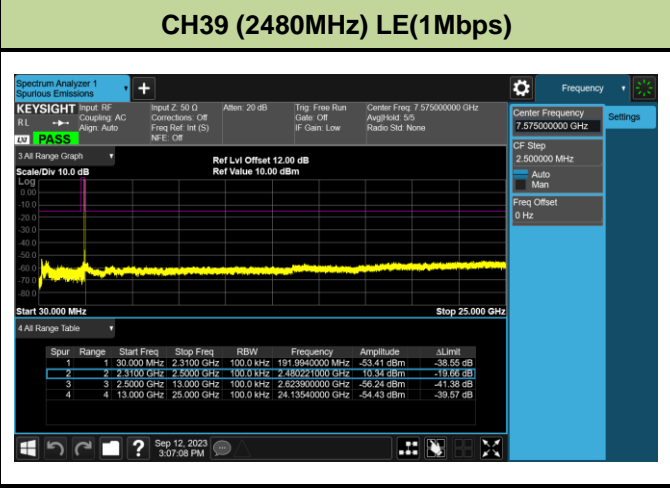 CH39 (2480MHz) LE(1Mbps)
Spectrum Analyzer 1
Spurious Emissions
Frequency
KEYSIGHT Input: RF Input Z: 50 Ω Atten: 20 dB Trig: Free Run Center Freq: 7.575000000 GHz
RL Coupling: AC Corrections: Off Gate: Off Avg|Hold: 5/5
Align: Auto Freq Ref: Int (S) IF Gain: Low Radio Std: None
LXI PASS NFE: Off
Center Frequency
7.575000000 GHz
Settings
CF Step
2.500000 MHz
Auto
Man
Freq Offset
0 Hz
3 All Range Graph
Ref Lvl Offset 12.00 dB
Scale/Div 10.0 dB Ref Value 10.00 dBm
Log
0.00
-10.0
-20.0
-30.0
-40.0
-50.0
-60.0
-70.0
-80.0
Start 30.000 MHz Stop 25.000 GHz
4 All Range Table
Spur Range Start Freq Stop Freq RBW Frequency Amplitude ΔLimit
1 1 30.000 MHz 2.3100 GHz 100.0 kHz 191.9940000 MHz -53.41 dBm -38.55 dB
2 2 2.3100 GHz 2.5000 GHz 100.0 kHz 2.480221000 GHz 10.34 dBm -19.66 dB
3 3 2.5000 GHz 13.000 GHz 100.0 kHz 2.623900000 GHz -56.24 dBm -41.38 dB
4 4 13.000 GHz 25.000 GHz 100.0 kHz 24.13540000 GHz -54.43 dBm -39.57 dB
Sep 12, 2023
3:07:08 PM